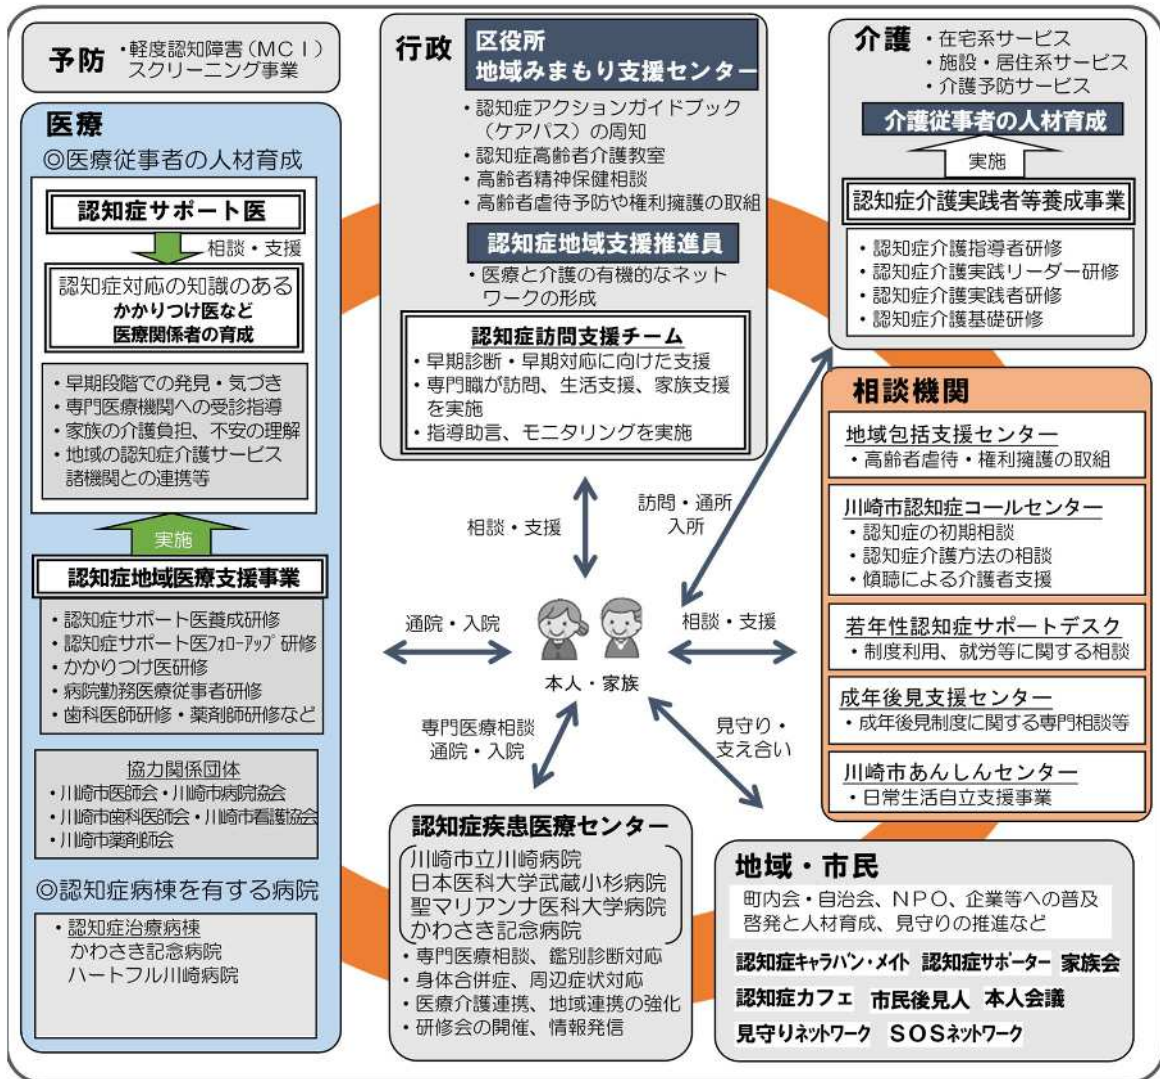 予防
・軽度認知障害(MCI)
スクリーニング事業
医療
◎医療従事者の人材育成
認知症サポート医
相談・支援
認知症対応の知識のある
かかりつけ医など
医療関係者の育成
・早期段階での発見・気づき
・専門医療機関への受診指導
・家族の介護負担、不安の理解
・地域の認知症介護サービス
諸機関との連携等
実施
認知症地域医療支援事業
・認知症サポート医養成研修
・認知症サポート医フォローアップ研修
・かかりつけ医研修
・病院勤務医療従事者研修
・歯科医師研修・薬剤師研修など
協力関係団体
・川崎市医師会・川崎市病院協会
・川崎市歯科医師会・川崎市看護協会
・川崎市薬剤師会
◎認知症病棟を有する病院
・認知症治療病棟
かわさき記念病院
ハートフル川崎病院
行政
区役所
地域みまもり支援センター
・認知症アクションガイドブック
(ケアパス)の周知
・認知症高齢者介護教室
・高齢者精神保健相談
・高齢者虐待予防や権利擁護の取組
認知症地域支援推進員
・医療と介護の有機的なネット
ワークの形成
認知症訪問支援チーム
・早期診断・早期対応に向けた支援
・専門職が訪問、生活支援、家族支援
を実施
・指導助言、モニタリングを実施
相談・支援
訪問・通所
入所
通院・入院
相談・支援
本人・家族
専門医療相談
通院・入院
見守り・
支え合い
認知症疾患医療センター
川崎市立川崎病院
日本医科大学武蔵小杉病院
聖マリアンナ医科大学病院
かわさき記念病院
・専門医療相談、鑑別診断対応
・身体合併症、周辺症状対応
・医療介護連携、地域連携の強化
・研修会の開催、情報発信
介護
・在宅系サービス
・施設・居住系サービス
・介護予防サービス
介護従事者の人材育成
実施
認知症介護実践者等養成事業
・認知症介護指導者研修
・認知症介護実践リーダー研修
・認知症介護実践者研修
・認知症介護基礎研修
相談機関
地域包括支援センター
・高齢者虐待・権利擁護の取組
川崎市認知症コールセンター
・認知症の初期相談
・認知症介護方法の相談
・傾聴による介護者支援
若年性認知症サポートデスク
・制度利用、就労等に関する相談
成年後見支援センター
・成年後見制度に関する専門相談等
川崎市あんしんセンター
・日常生活自立支援事業
地域・市民
町内会・自治会、NPO、企業等への普及
啓発と人材育成、見守りの推進など
認知症キャラバン・メイト 認知症サポーター 家族会
認知症カフェ 市民後見人 本人会議
見守りネットワーク SOSネットワーク